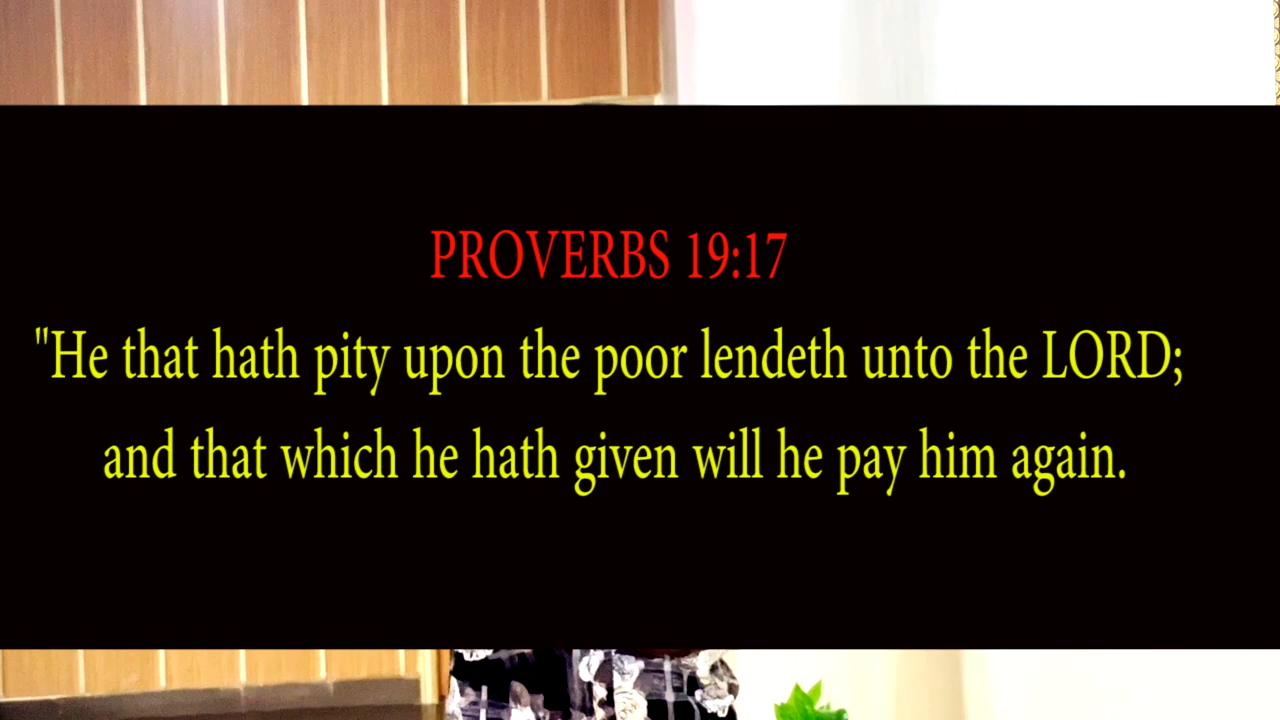 PROVERBS 19:17
"He that hath pity upon the poor lendeth unto the LORD;
and that which he hath given will he pay him again.